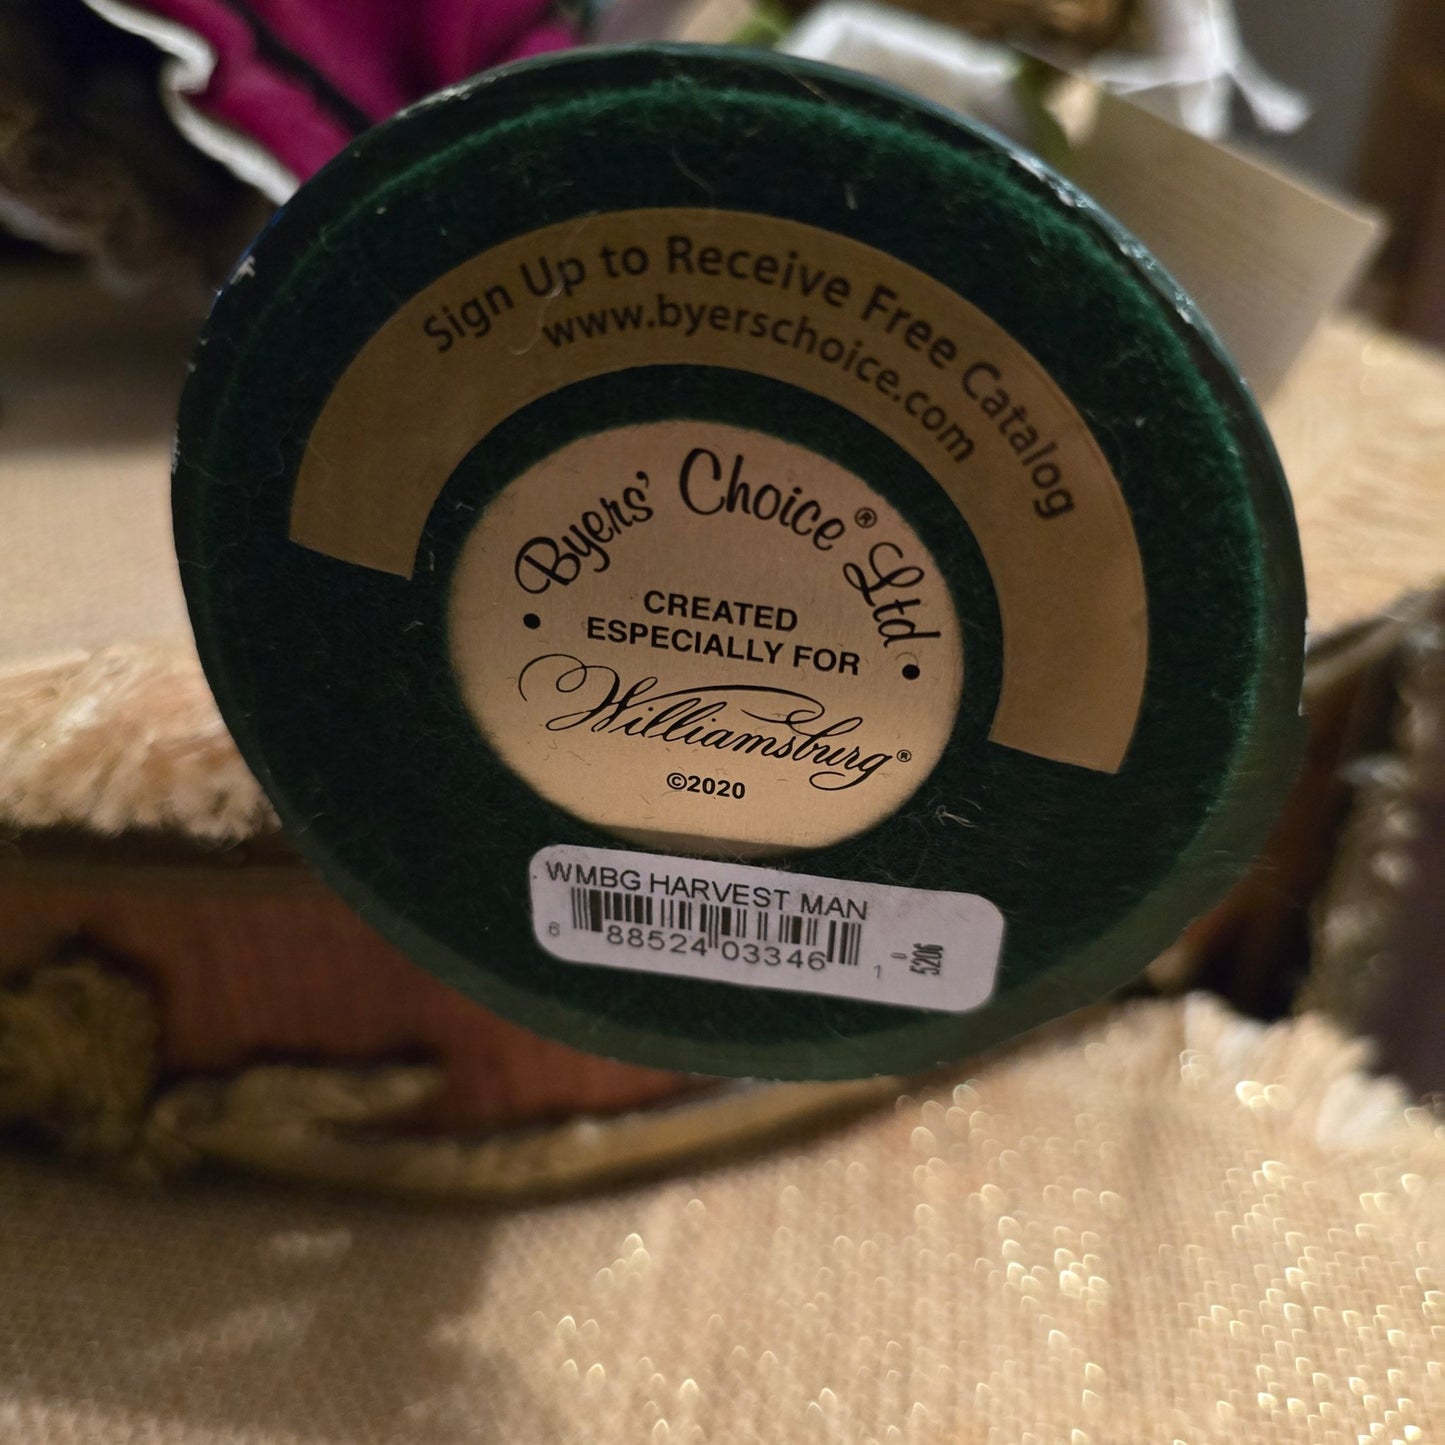 Sign Up to Receive Free Catalog
www.byerschoice.com
Byers' Choice® Ltd
• CREATED •
ESPECIALLY FOR
Williamsburg®
©2020
WMBG HARVEST MAN
6 88524 03346 1
0
5206